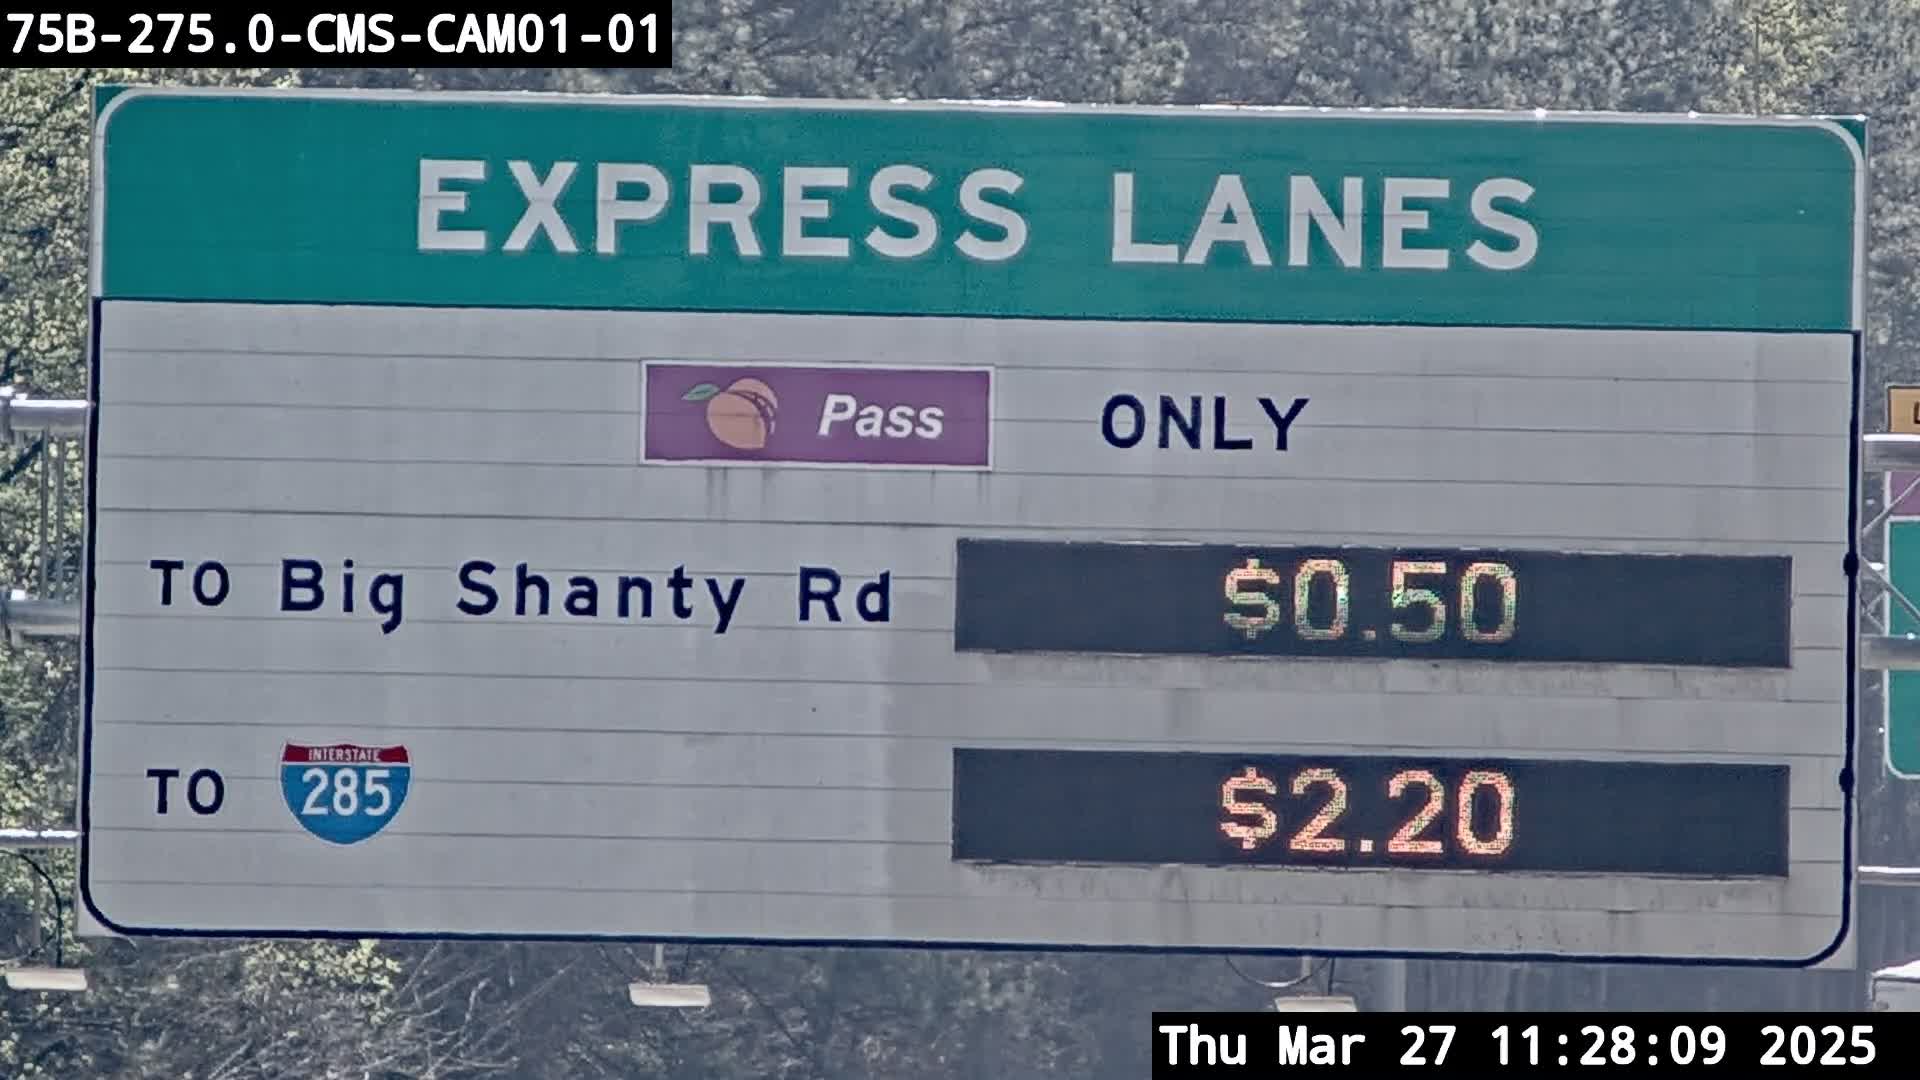 75B-275.0-CMS-CAM01-01
EXPRESS LANES
Pass ONLY
TO Big Shanty Rd $0.50
TO INTERSTATE 285 $2.20
Thu Mar 27 11:28:09 2025